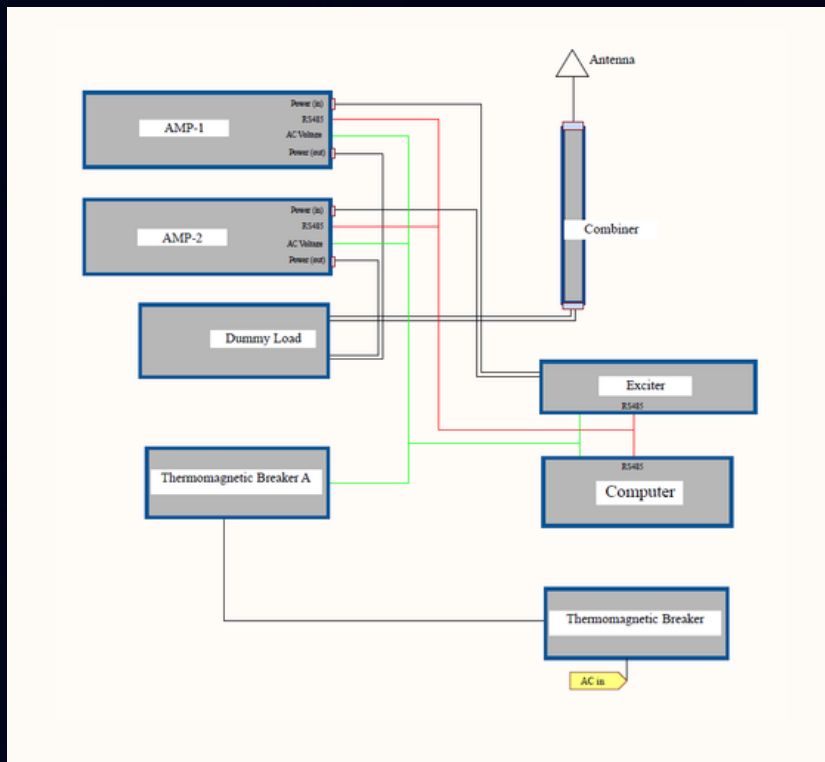 Antenna
Power (in)
RS485
AC Voltage
Power (out)
AMP-1
Power (in)
RS485
AC Voltage
Power (out)
AMP-2
Combiner
Dummy Load
Exciter
RS485
RS485
Computer
Thermomagnetic Breaker A
Thermomagnetic Breaker
AC in